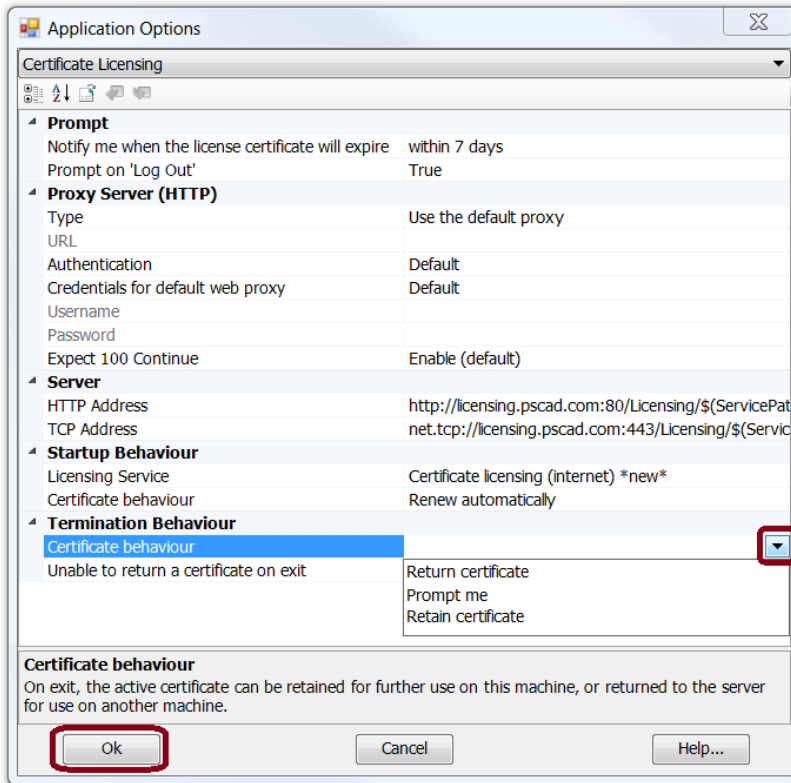 Application Options
Certificate Licensing
Prompt
Notify me when the license certificate will expire within 7 days
Prompt on 'Log Out' True
Proxy Server (HTTP)
Type Use the default proxy
URL
Authentication Default
Credentials for default web proxy Default
Username
Password
Expect 100 Continue Enable (default)
Server
HTTP Address http://licensing.pscad.com:80/Licensing/$(ServicePat
TCP Address net.tcp://licensing.pscad.com:443/Licensing/$(Servic
Startup Behaviour
Licensing Service Certificate licensing (internet) *new*
Certificate behaviour Renew automatically
Termination Behaviour
Certificate behaviour
Unable to return a certificate on exit Return certificate
Prompt me
Retain certificate
Certificate behaviour
On exit, the active certificate can be retained for further use on this machine, or returned to the server
for use on another machine.
Ok Cancel Help...